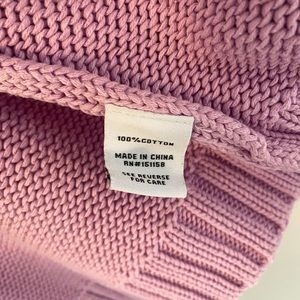 100% COTTON
MADE IN CHINA
RN#151158
SEE REVERSE
FOR CARE